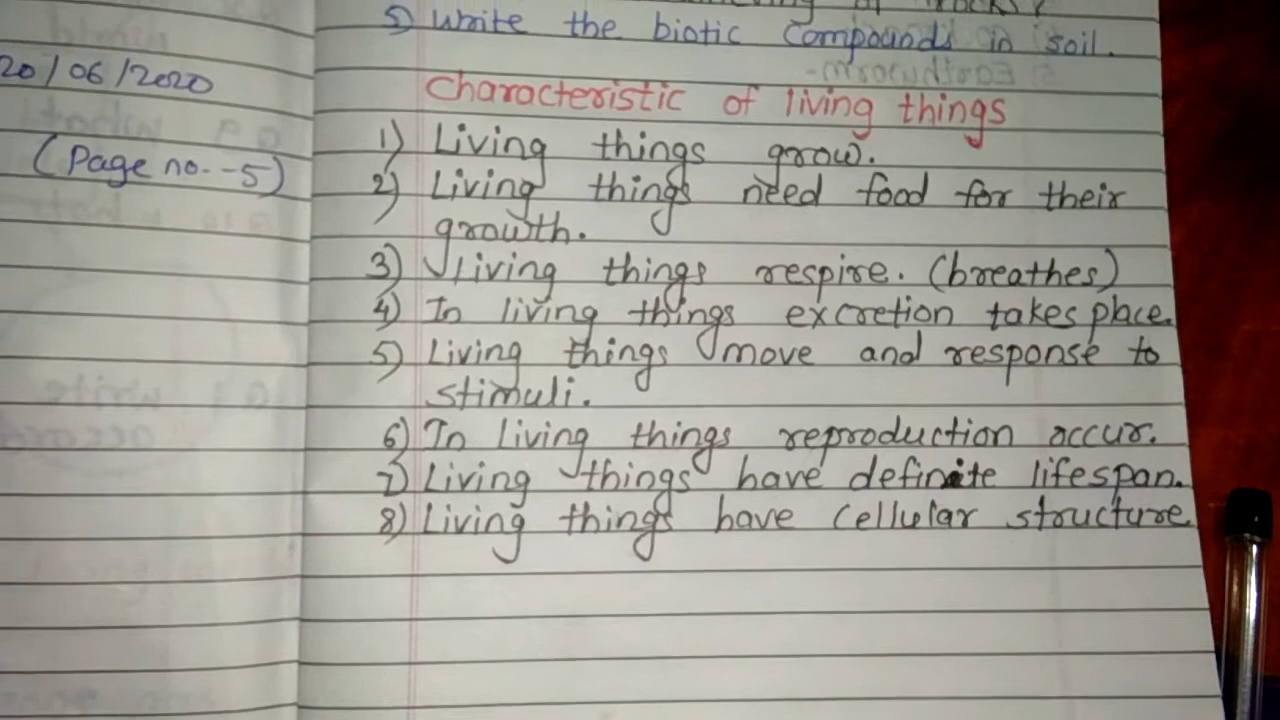 5) Write the biotic compounds in soil.
20/06/2020
Characteristic of living things
(Page no.-5)
1) Living things grow.
2) Living things need food for their
growth.
3) Living things respire. (breathes)
4) In living things excretion takes place.
5) Living things move and response to
stimuli.
6) In living things reproduction occur.
7) Living things have definite lifespan.
8) Living things have cellular structure.